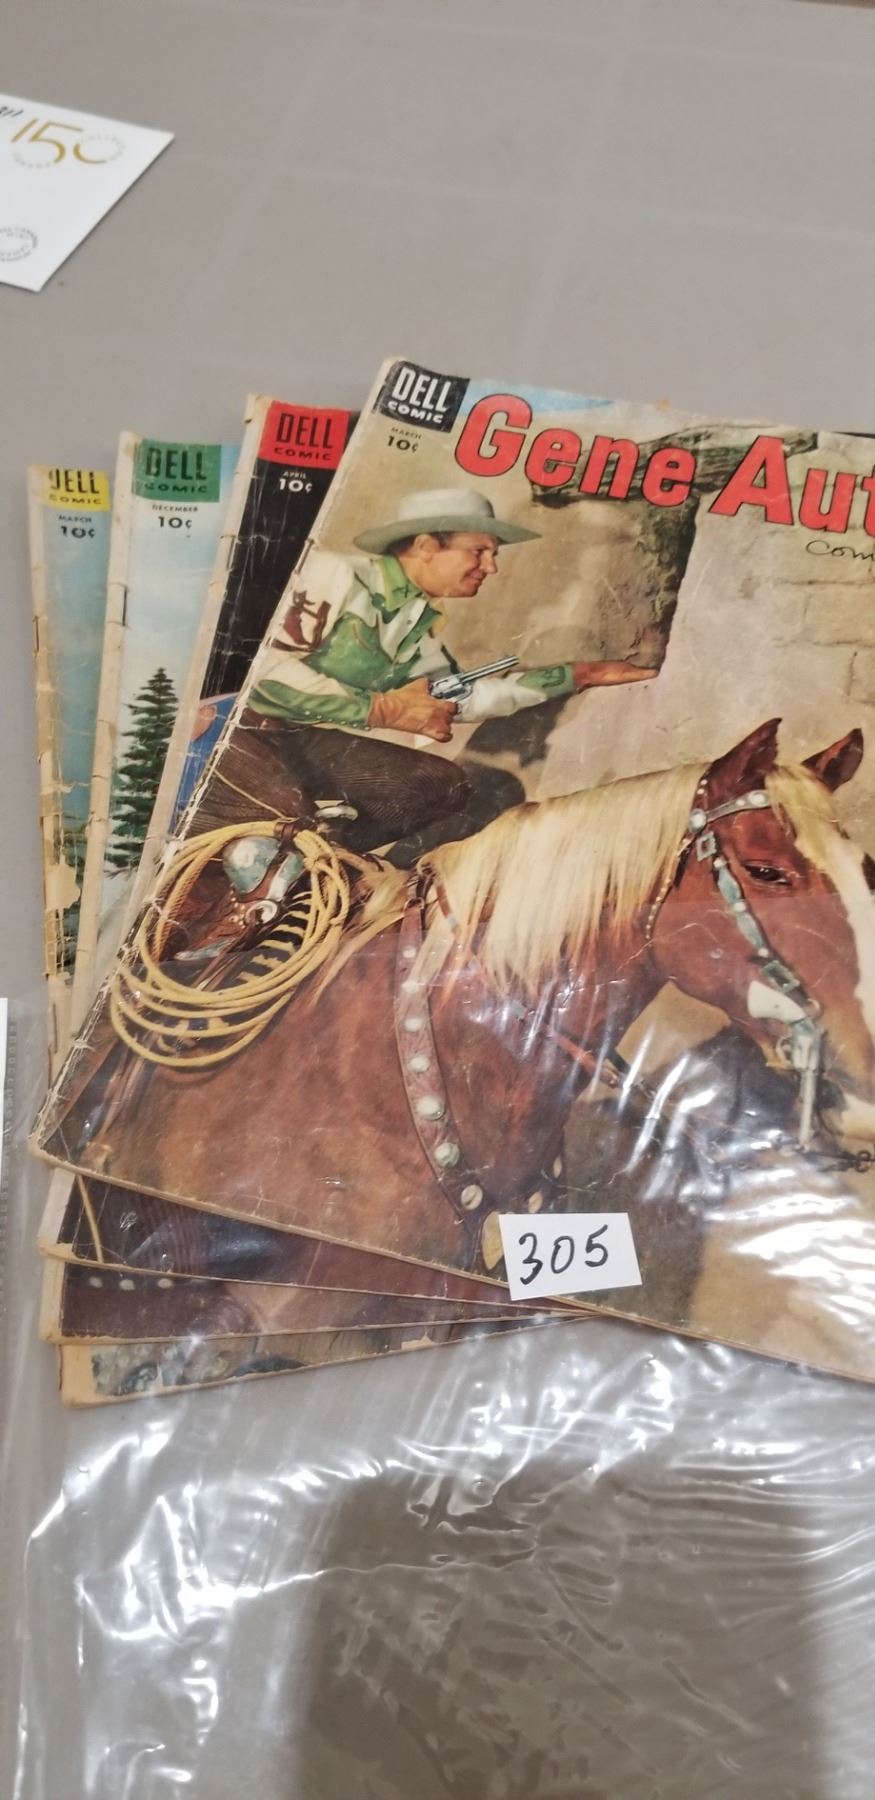 150
DELL
COMIC
MARCH
10¢
DELL
COMIC
DECEMBER
10¢
DELL
COMIC
APRIL
10¢
DELL
COMIC
MARCH
10¢
Gene Aut
Com
305